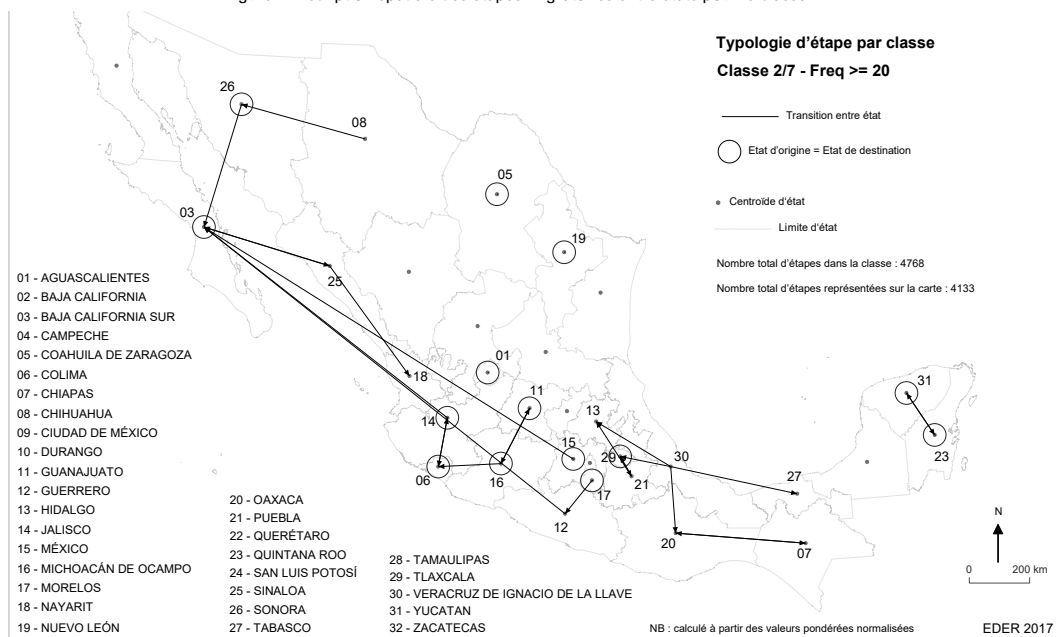 Typologie d'étape par classe
Classe 2/7 - Freq >= 20
Transition entre état
Etat d'origine = Etat de destination
Centroïde d'état
Limite d'état
Nombre total d'étapes dans la classe : 4768
Nombre total d'étapes représentées sur la carte : 4133
26
08
05
03
19
25
01
18
31
11
14
13
15
29
30
23
06
16
17
21
27
12
20
07
01 - AGUASCALIENTES
02 - BAJA CALIFORNIA
03 - BAJA CALIFORNIA SUR
04 - CAMPECHE
05 - COAHUILA DE ZARAGOZA
06 - COLIMA
07 - CHIAPAS
08 - CHIHUAHUA
09 - CIUDAD DE MÉXICO
10 - DURANGO
11 - GUANAJUATO
12 - GUERRERO
13 - HIDALGO
14 - JALISCO
15 - MÉXICO
16 - MICHOACÁN DE OCAMPO
17 - MORELOS
18 - NAYARIT
19 - NUEVO LEÓN
20 - OAXACA
21 - PUEBLA
22 - QUERÉTARO
23 - QUINTANA ROO
24 - SAN LUIS POTOSÍ
25 - SINALOA
26 - SONORA
27 - TABASCO
28 - TAMAULIPAS
29 - TLAXCALA
30 - VERACRUZ DE IGNACIO DE LA LLAVE
31 - YUCATAN
32 - ZACATECAS
N
0 200 km
NB : calculé à partir des valeurs pondérées normalisées
EDER 2017